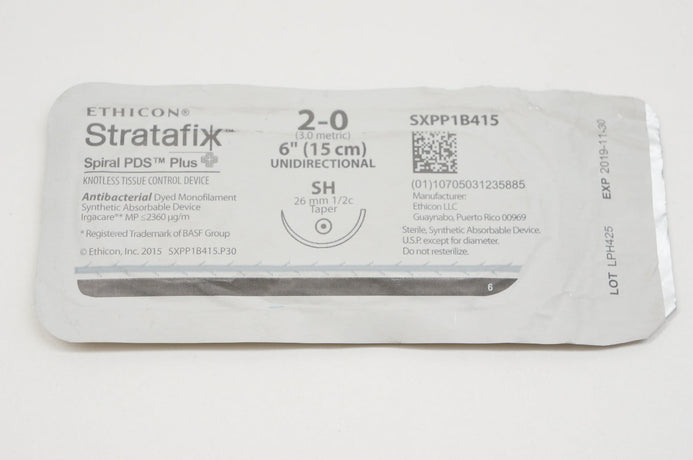 ETHICON®
Stratafix™
Spiral PDS™ Plus
KNOTLESS TISSUE CONTROL DEVICE
Antibacterial Dyed Monofilament
Synthetic Absorbable Device
Irgacare®* MP ≤2360 µg/m
* Registered Trademark of BASF Group
© Ethicon, Inc. 2015 SXPP1B415.P30
2-0
(3.0 metric)
6" (15 cm)
UNIDIRECTIONAL
SH
26 mm 1/2c
Taper
SXPP1B415
(01)10705031235885
Manufacturer:
Ethicon LLC
Guaynabo, Puerto Rico 00969
Sterile, Synthetic Absorbable Device.
U.S.P. except for diameter.
Do not resterilize.
6
LOT LPH425 EXP 2019-11-30